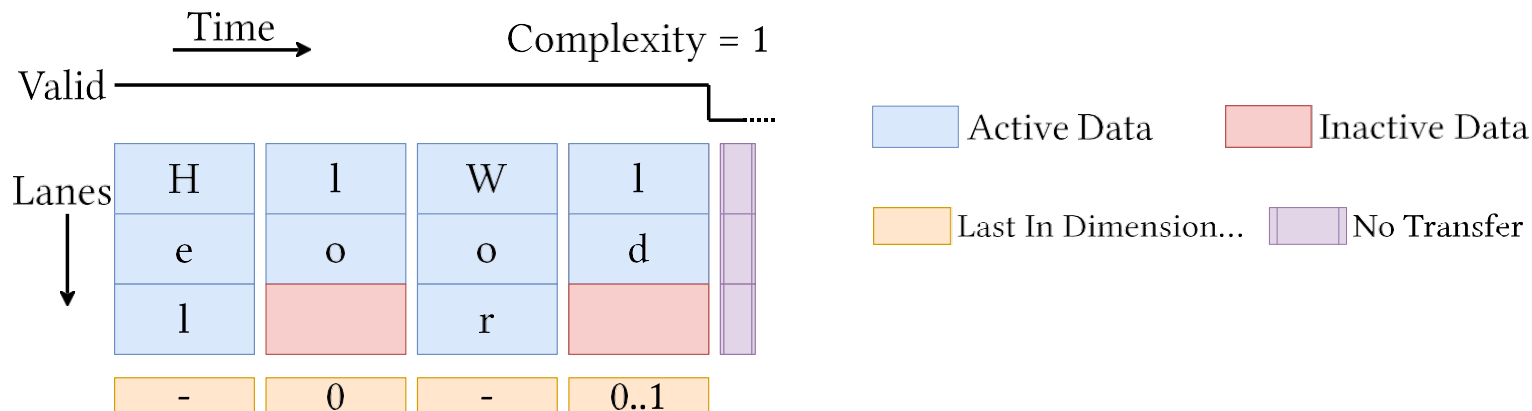 Time
Complexity = 1
Valid
Active Data
Inactive Data
Lanes
H l W l
e o o d
l r
Last In Dimension...
No Transfer
- 0 - 0..1